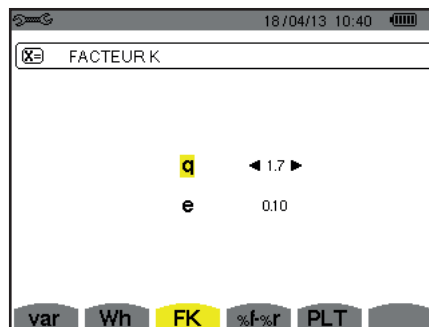 18/04/13 10:40
X= FACTEUR K
q ◄ 1.7 ►
e 0.10
var Wh FK %f-%r PLT